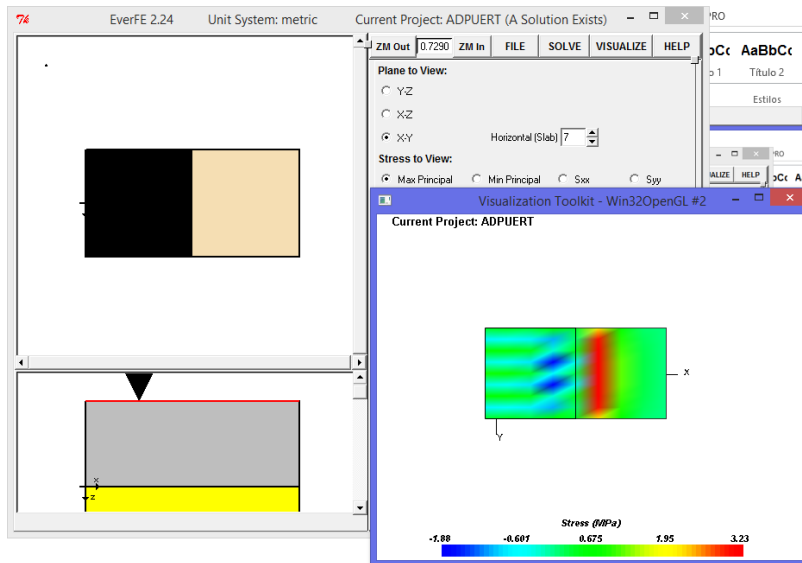 EverFE 2.24 Unit System: metric Current Project: ADPUERT (A Solution Exists)
ZM Out 0.7290 ZM In FILE SOLVE VISUALIZE HELP
Plane to View:
Y-Z
X-Z
X-Y Horizontal (Slab) 7
Stress to View:
Max Principal Min Principal Sxx Syy
RO
AaBbCc
Título 2
Estilos
HELP
Visualization Toolkit - Win32OpenGL #2
Current Project: ADPUERT
X
Y
x
z
Stress (MPa)
-1.88 -0.601 0.675 1.95 3.23